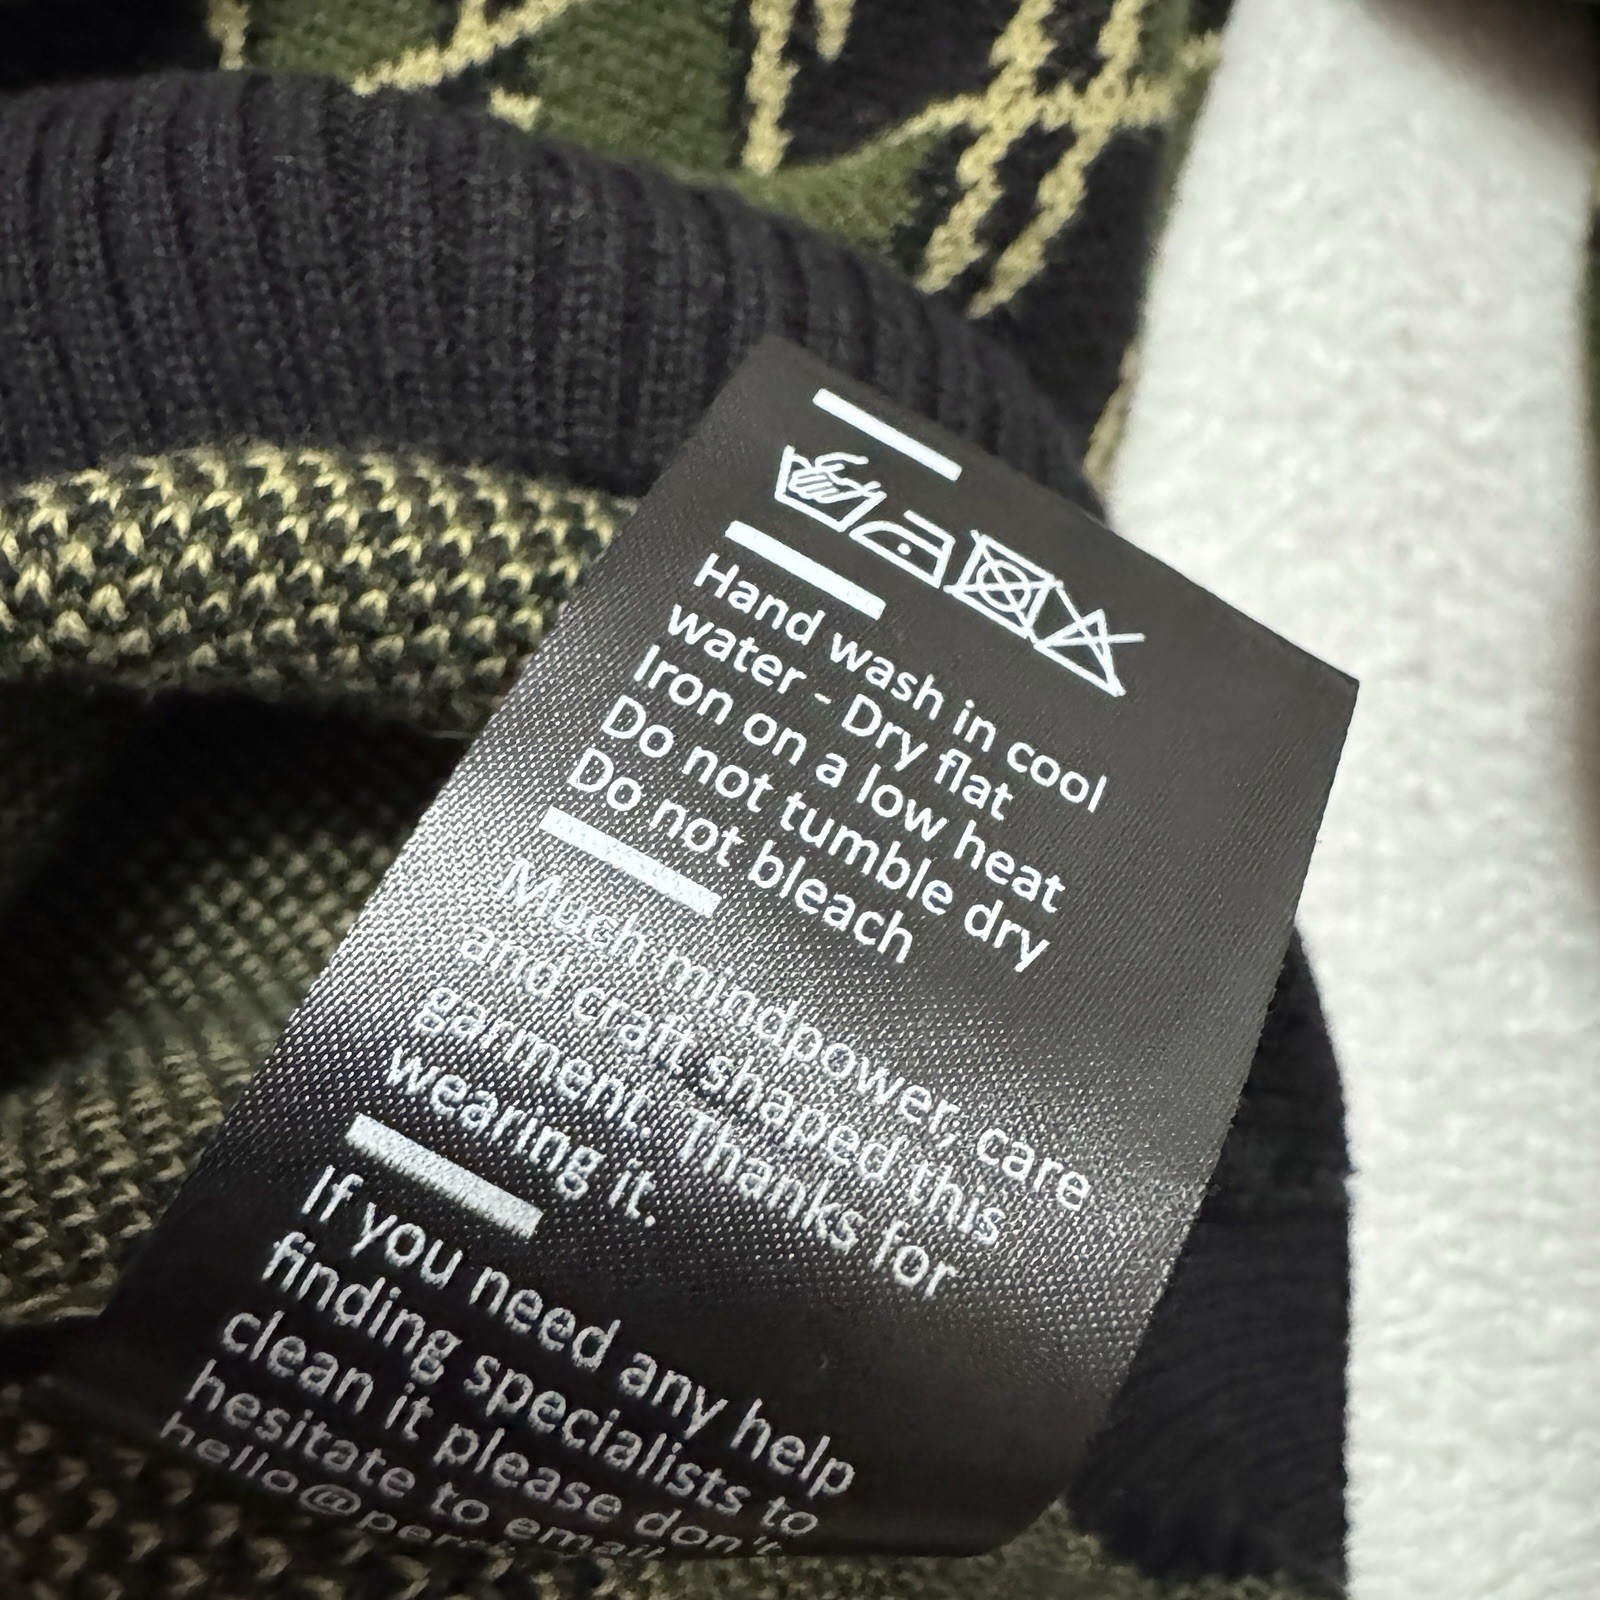 Hand wash in cool
water - Dry flat
Iron on a low heat
Do not tumble dry
Do not bleach
Much mindpower, care
and craft shaped this
garment. Thanks for
wearing it.
If you need any help
finding specialists to
clean it please don't
hesitate to email